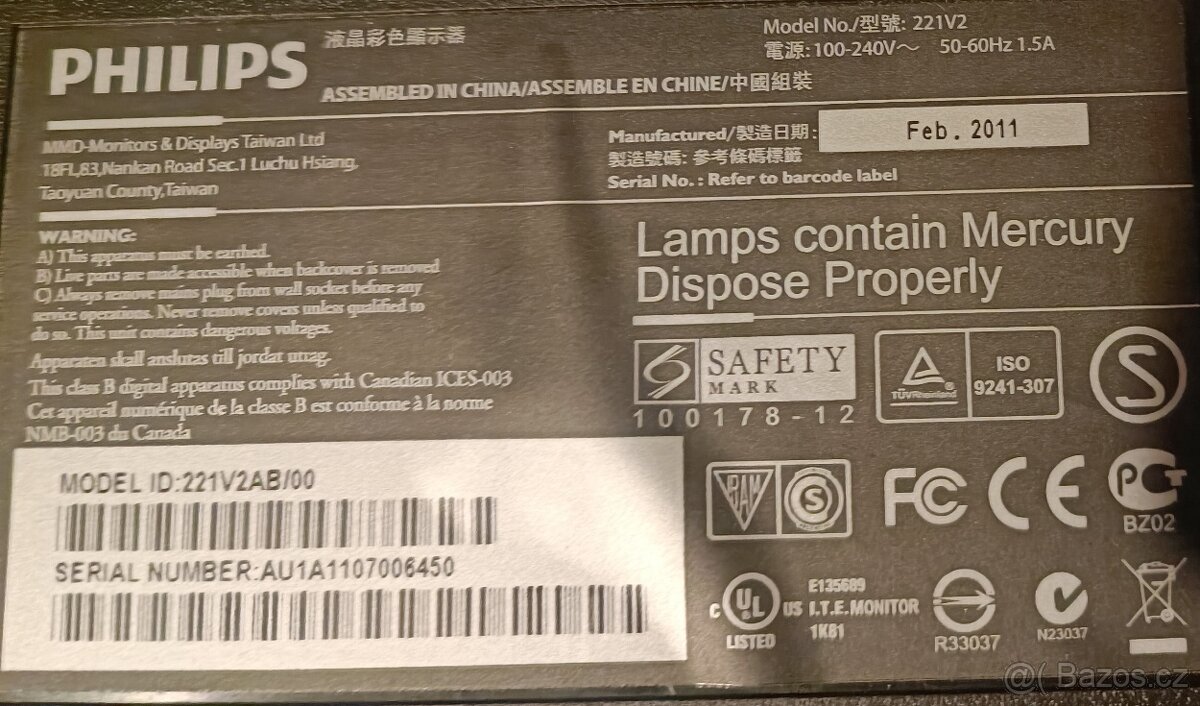 PHILIPS
液晶彩色顯示器
ASSEMBLED IN CHINA/ASSEMBLE EN CHINE/中國組裝
Model No./型號: 221V2
電源: 100-240V～ 50-60Hz 1.5A
MMD-Monitors & Displays Taiwan Ltd
18FL,83,Nankan Road Sec.1 Luchu Hsiang,
Taoyuan County,Taiwan
Manufactured/製造日期: Feb. 2011
製造號碼: 參考條碼標籤
Serial No. : Refer to barcode label
WARNING:
A) This apparatus must be earthed.
B) Live parts are made accessible when backcover is removed
C) Always remove mains plug from wall socket before any
service operations. Never remove covers unless qualified to
do so. This unit contains dangerous voltages.
Apparaten skall anslutas till jordat uttag.
This class B digital apparatus complies with Canadian ICES-003
Cet appareil numérique de la classe B est conforme à la norme
NMB-003 du Canada
Lamps contain Mercury
Dispose Properly
SAFETY
MARK
100178-12
TÜVRheinland®
ISO
9241-307
S
MODEL ID:221V2AB/00
SERIAL NUMBER:AU1A1107006450
S
FC CE PCT
BZ02
C UL US
LISTED
E135689
I.T.E.MONITOR
1K81
R33037
N23037
@( Bazos.cz